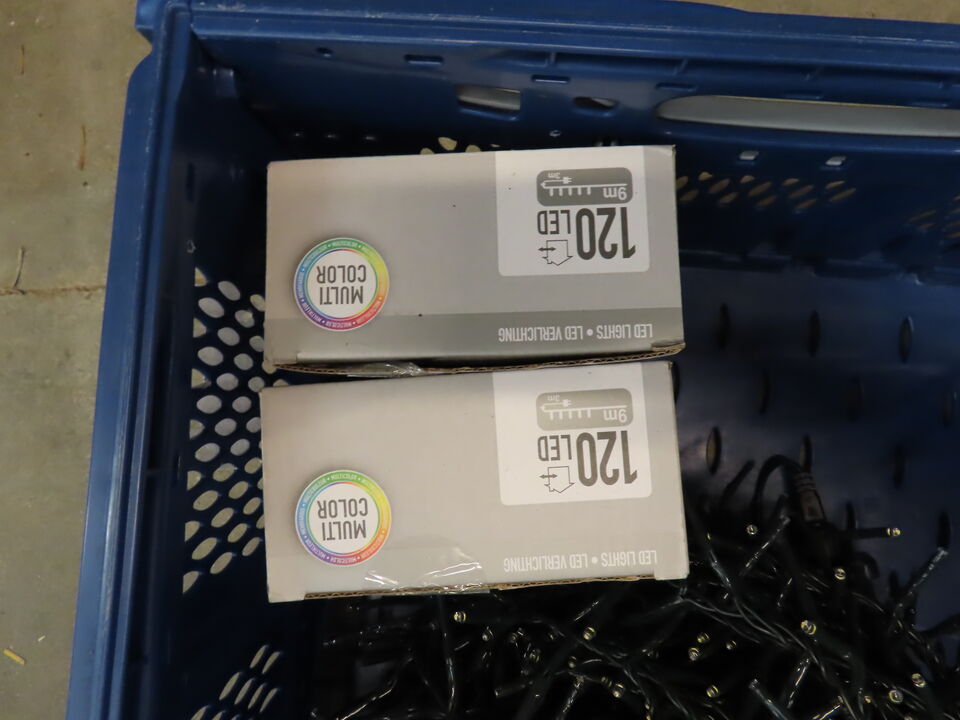 LED LIGHTS • LED VERLICHTING
MULTI
COLOR
120
LED
9m
3m
LED LIGHTS • LED VERLICHTING
MULTI
COLOR
120
LED
9m
3m